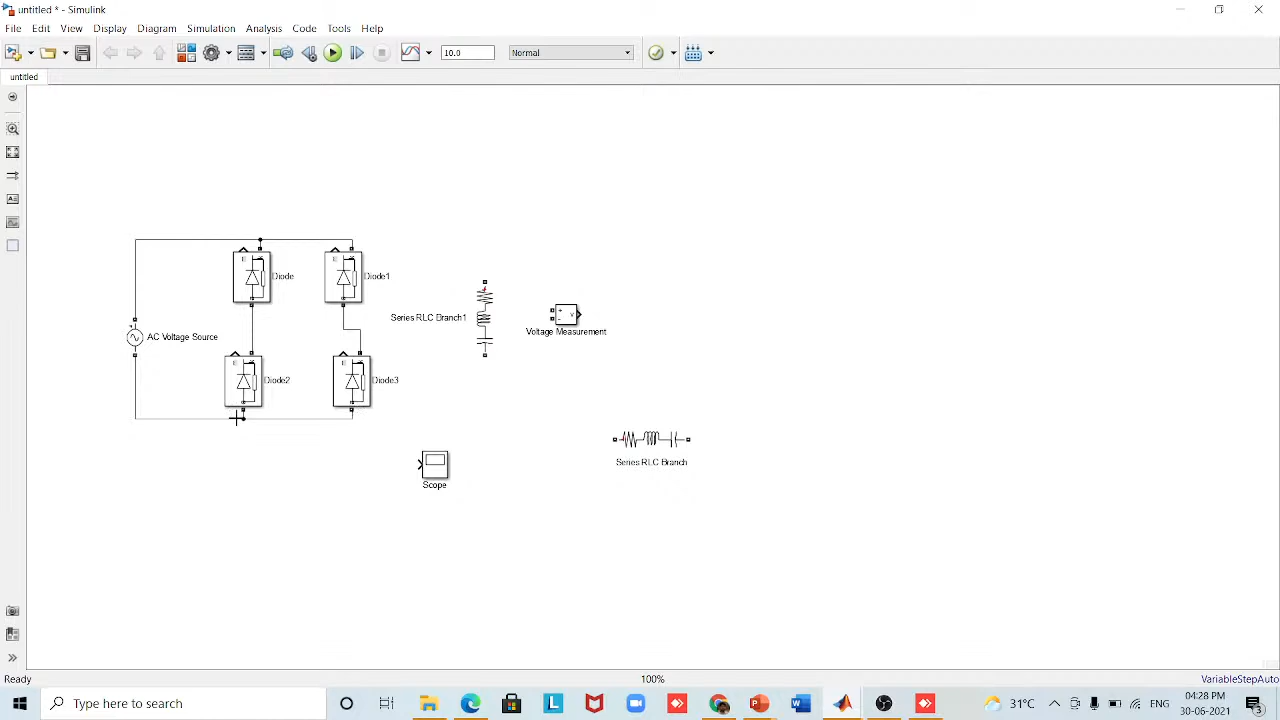 untitled * - Simulink
File Edit View Display Diagram Simulation Analysis Code Tools Help
10.0 Normal
untitled
Diode Diode1
Series RLC Branch1
AC Voltage Source
Voltage Measurement
Diode2 Diode3
Series RLC Branch
Scope
Ready 100% VariableStepAuto
Type here to search
31°C ENG 04:28 PM
30-06-2021